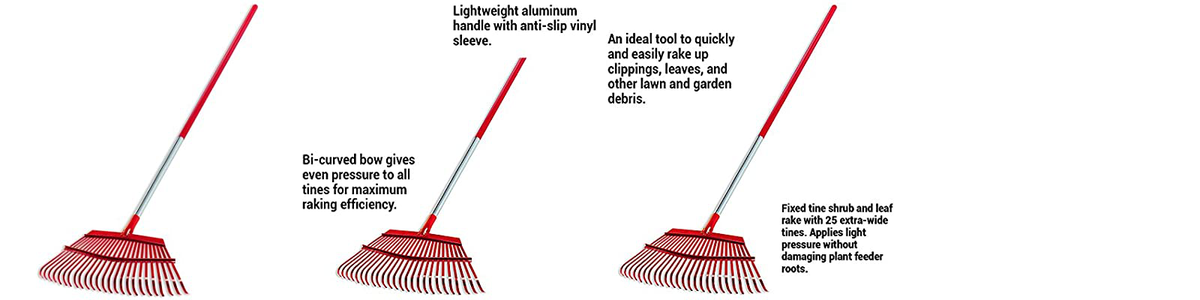 Lightweight aluminum
handle with anti-slip vinyl
sleeve.
An ideal tool to quickly
and easily rake up
clippings, leaves, and
other lawn and garden
debris.
Bi-curved bow gives
even pressure to all
tines for maximum
raking efficiency.
Fixed tine shrub and leaf
rake with 25 extra-wide
tines. Applies light
pressure without
damaging plant feeder
roots.